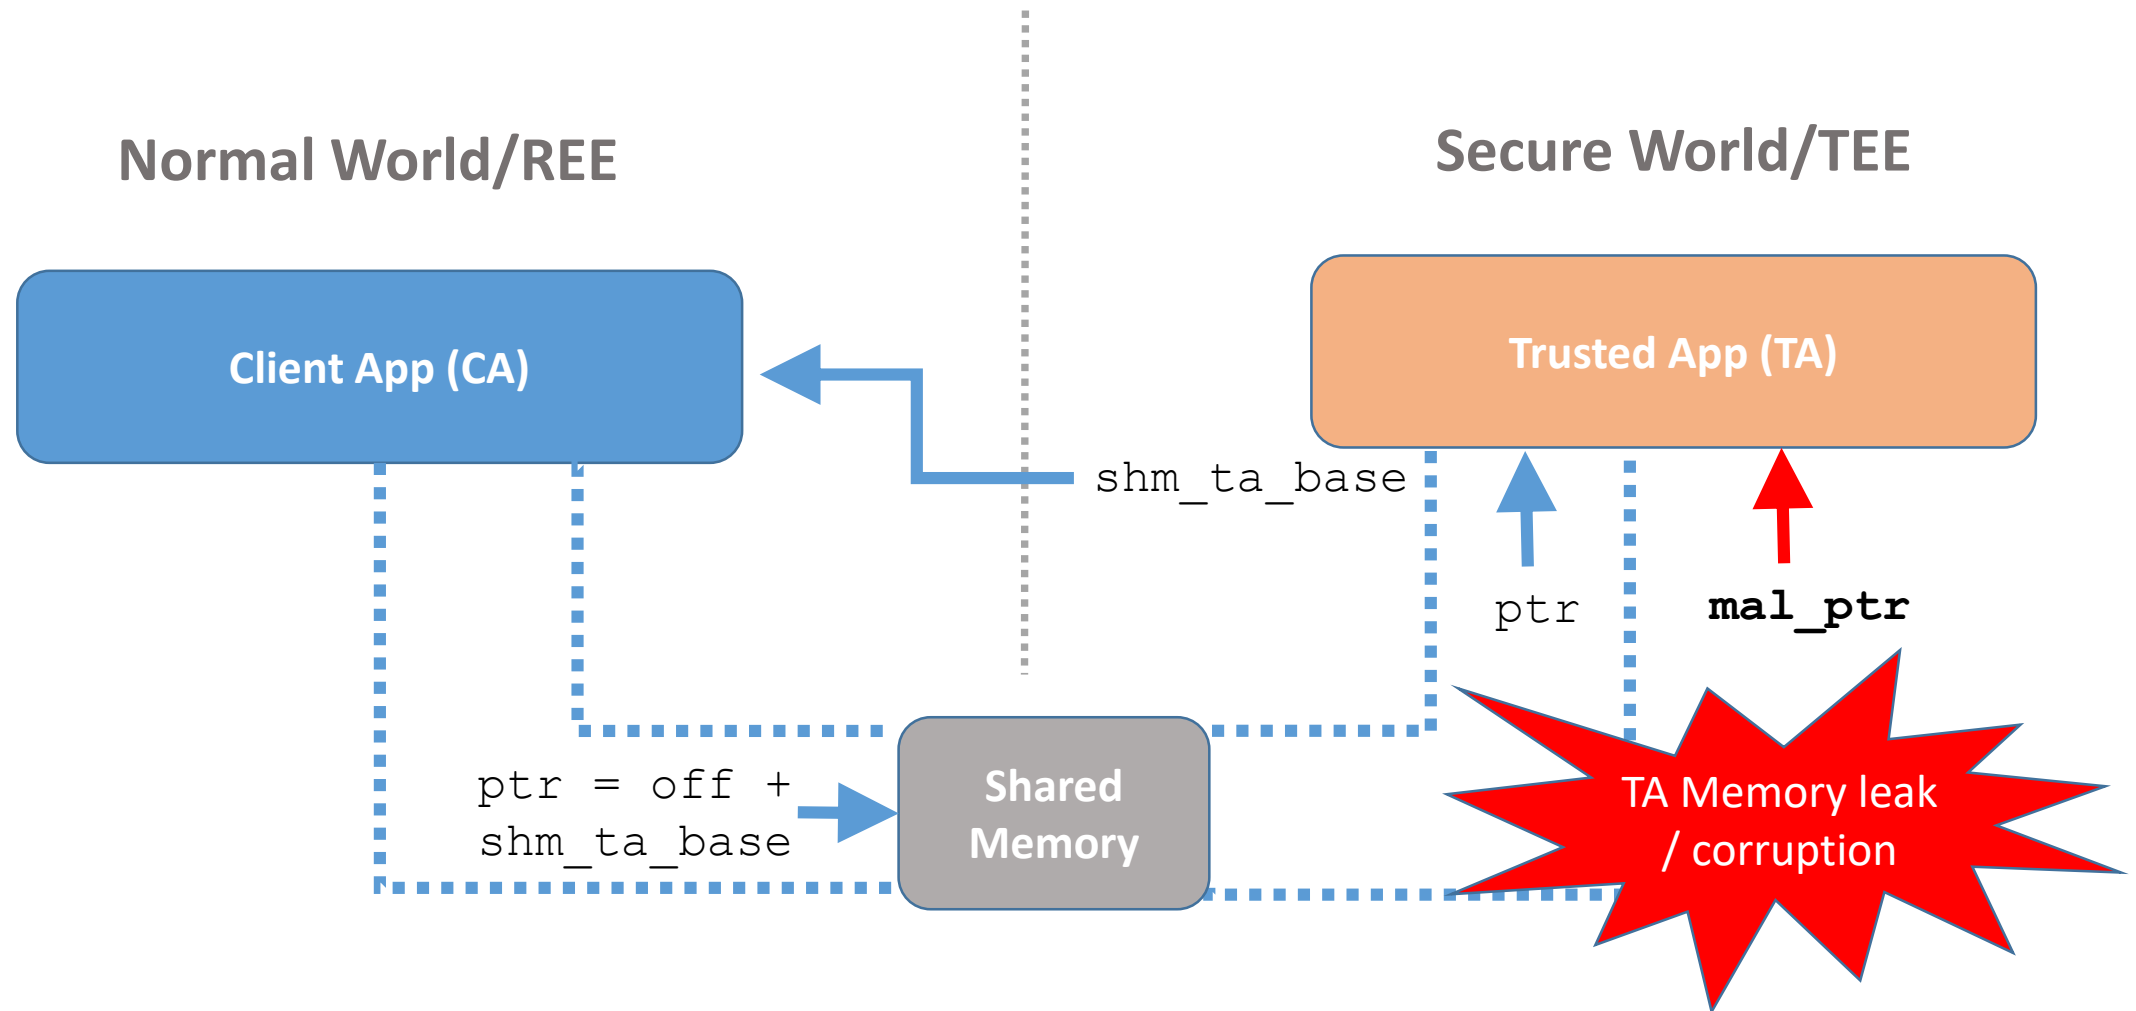 Normal World/REE
Secure World/TEE
Client App (CA)
Trusted App (TA)
shm_ta_base
ptr
mal_ptr
ptr = off +
shm_ta_base
Shared
Memory
TA Memory leak
/ corruption